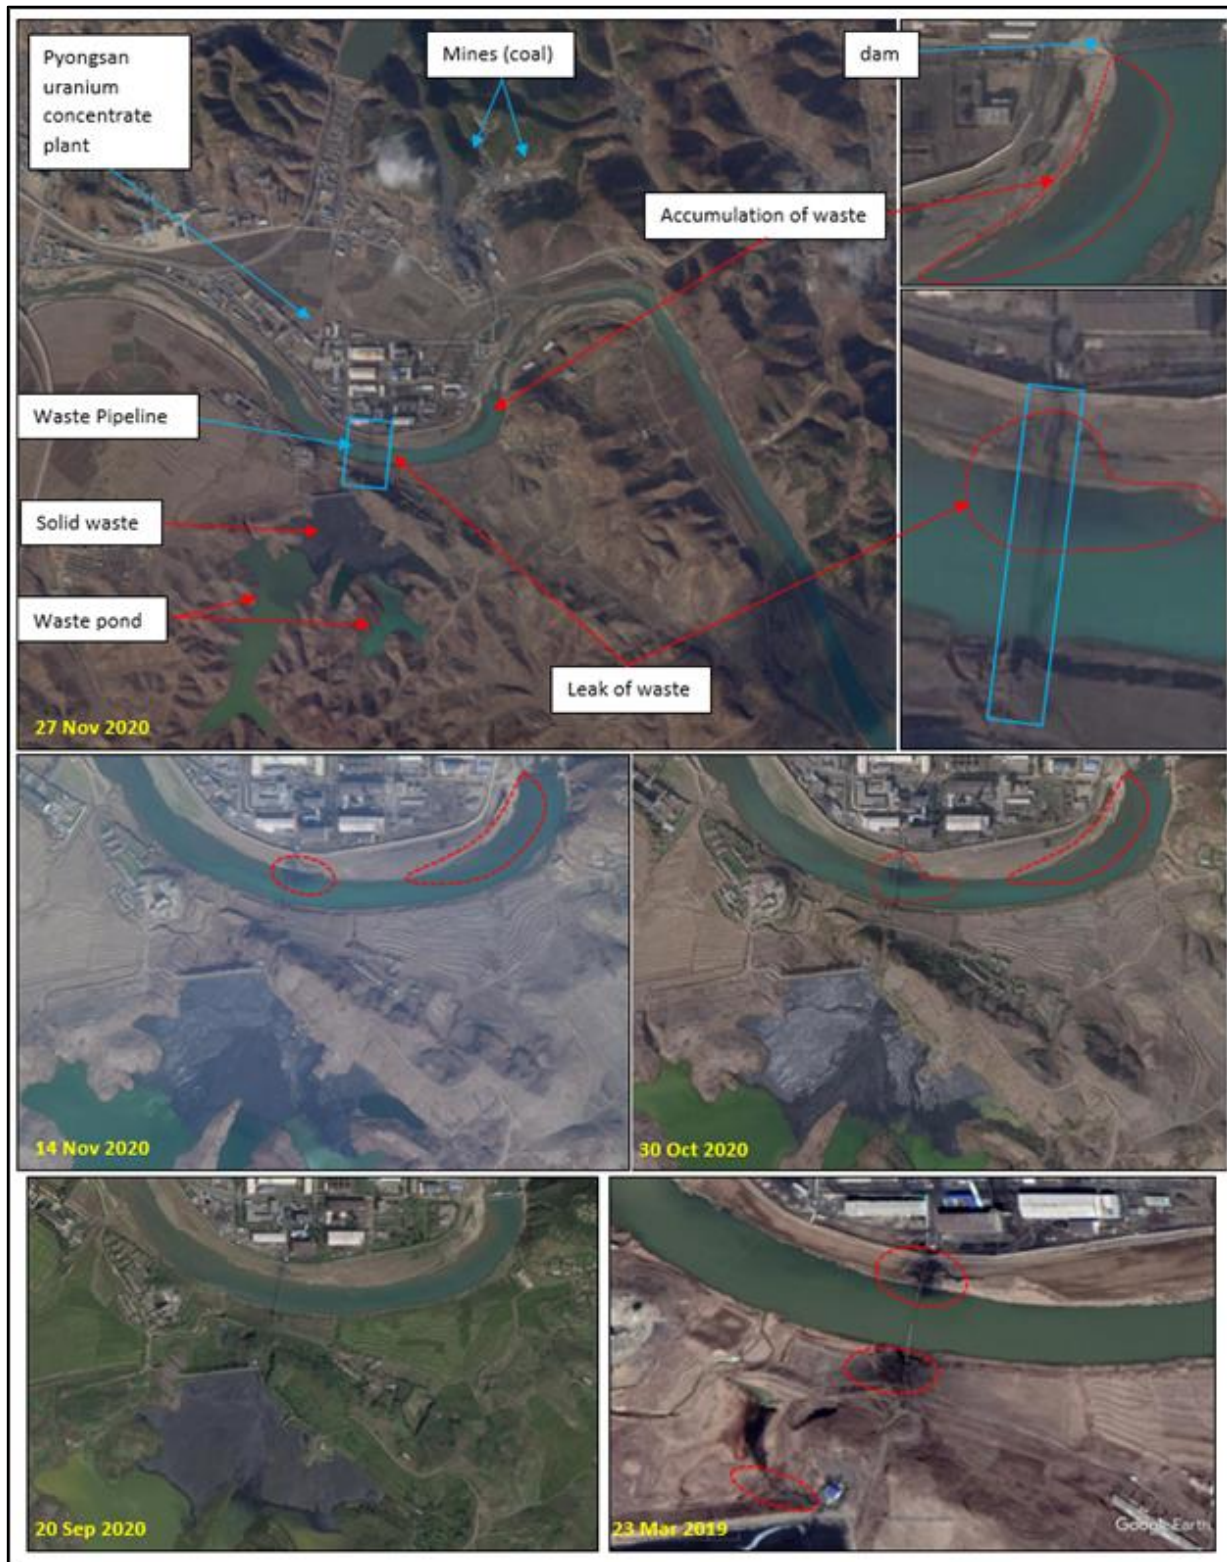 Pyongsan
uranium
concentrate
plant
Mines (coal)
dam
Accumulation of waste
Waste Pipeline
Solid waste
Waste pond
Leak of waste
27 Nov 2020
14 Nov 2020
30 Oct 2020
20 Sep 2020
23 Mar 2019
Google Earth